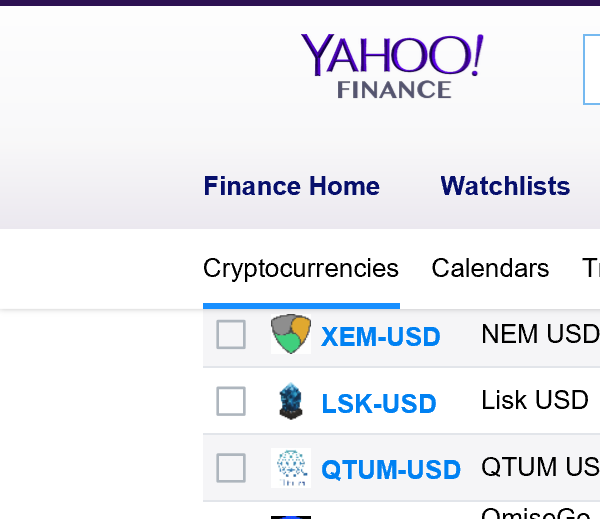 YAHOO!
FINANCE
Finance Home Watchlists
Cryptocurrencies Calendars
XEM-USD NEM USD
LSK-USD Lisk USD
QTUM-USD QTUM US
OmiseGo